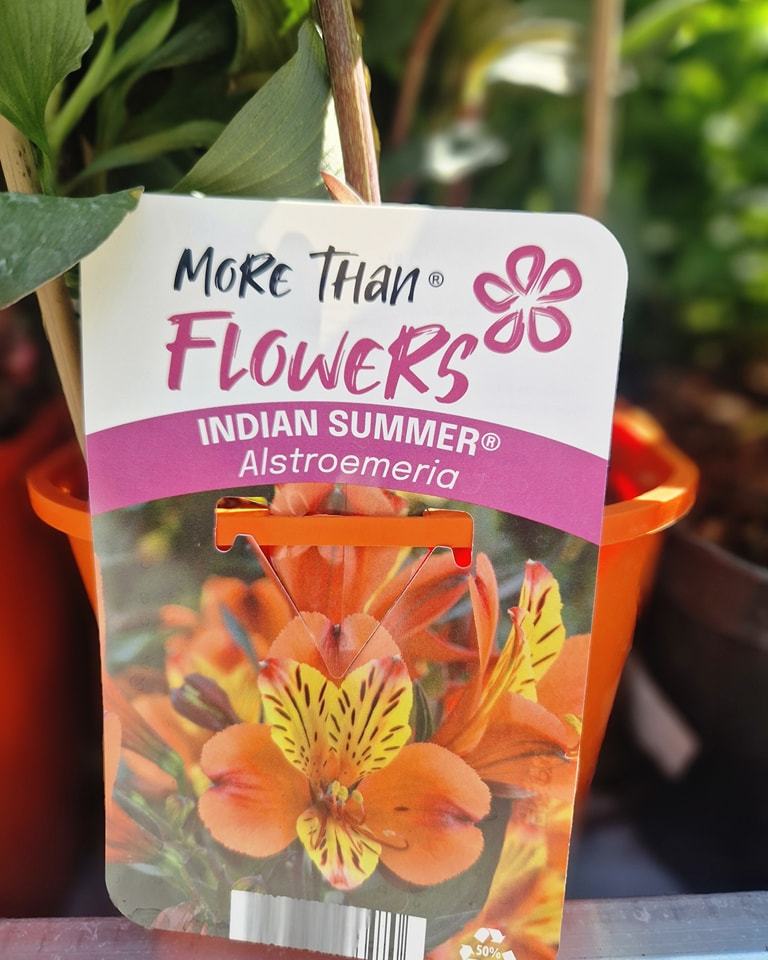 MORE THAN®
FLOWERS
INDIAN SUMMER®
Alstroemeria
50%